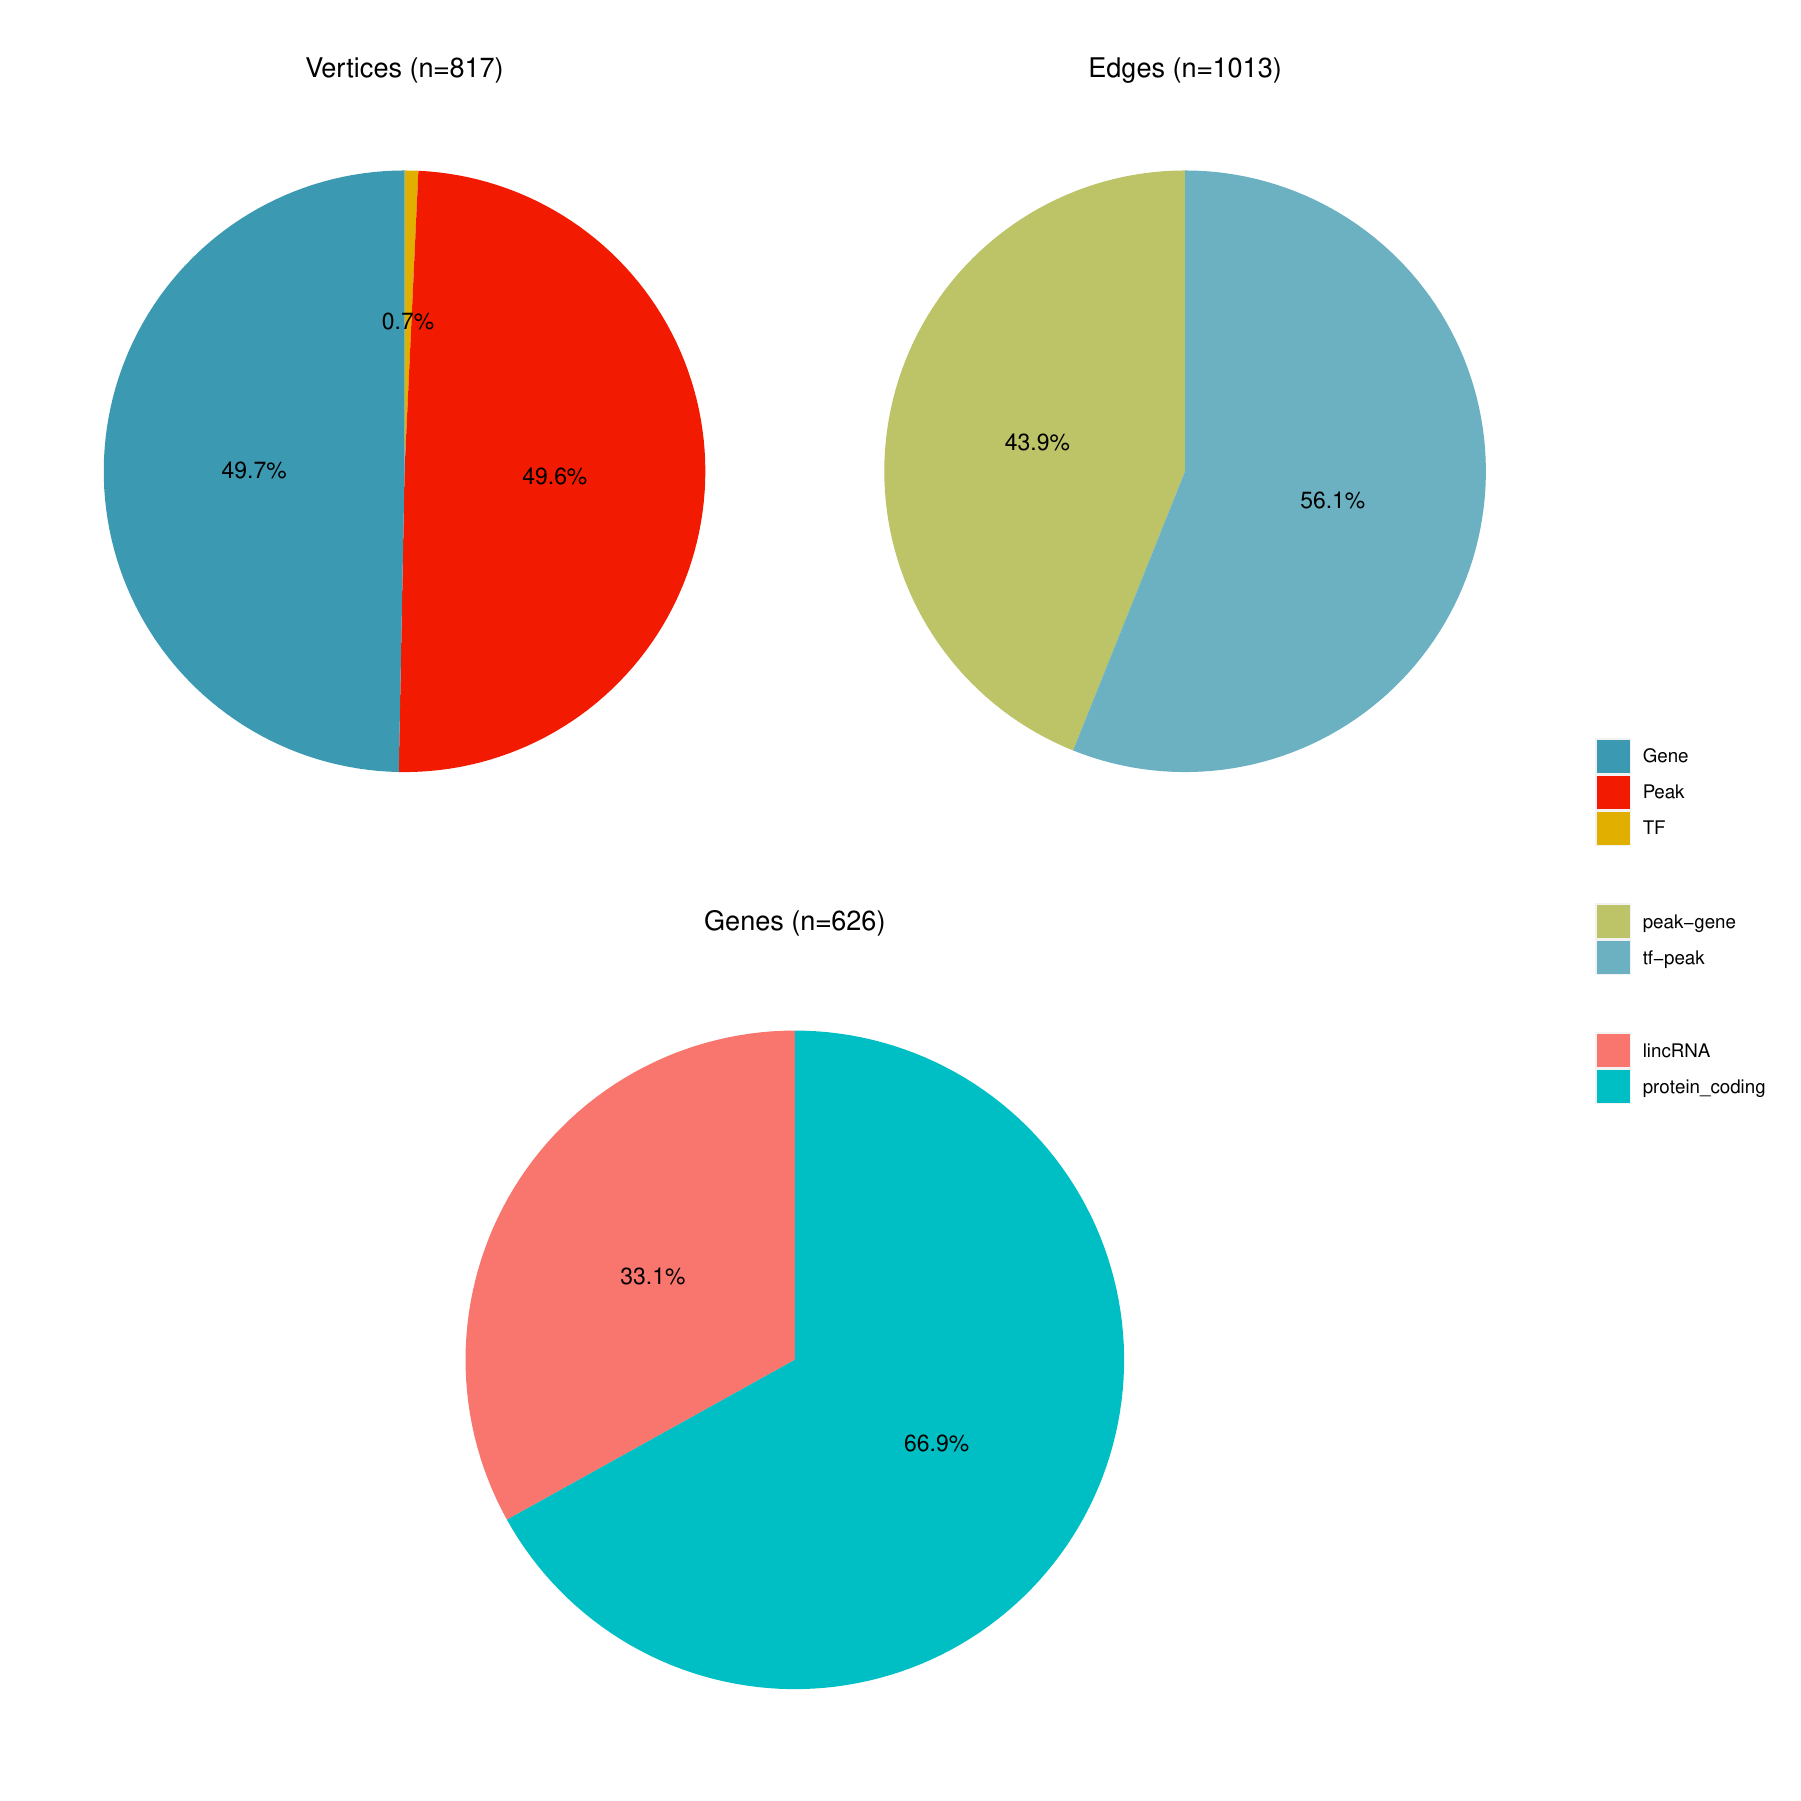 Vertices (n=817)
0.7%
49.7%
49.6%
Edges (n=1013)
43.9%
56.1%
Gene
Peak
TF
peak−gene
tf−peak
lincRNA
protein_coding
Genes (n=626)
33.1%
66.9%